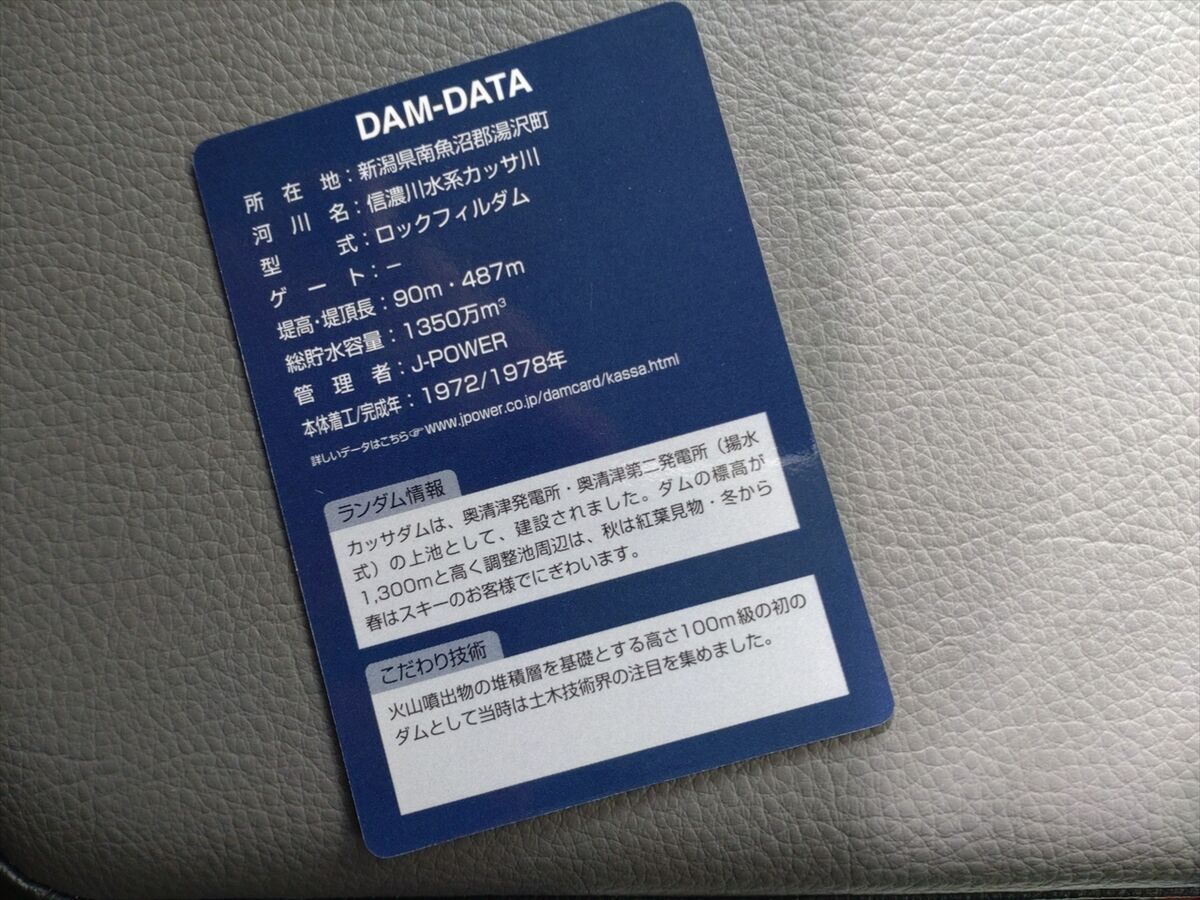 DAM-DATA
所在地：新潟県南魚沼郡湯沢町
河川名：信濃川水系カッサ川
型式：ロックフィルダム
ゲート：－
堤高・堤頂長：90m・487m
総貯水容量：1350万m³
管理者：J-POWER
本体着工/完成年：1972/1978年
詳しいデータはこちら☞www.jpower.co.jp/damcard/kassa.html
ランダム情報
カッサダムは、奥清津発電所・奥清津第二発電所（揚水
式）の上池として、建設されました。ダムの標高が
1,300mと高く調整池周辺は、秋は紅葉見物・冬から
春はスキーのお客様でにぎわいます。
こだわり技術
火山噴出物の堆積層を基礎とする高さ100m級の初の
ダムとして当時は土木技術界の注目を集めました。